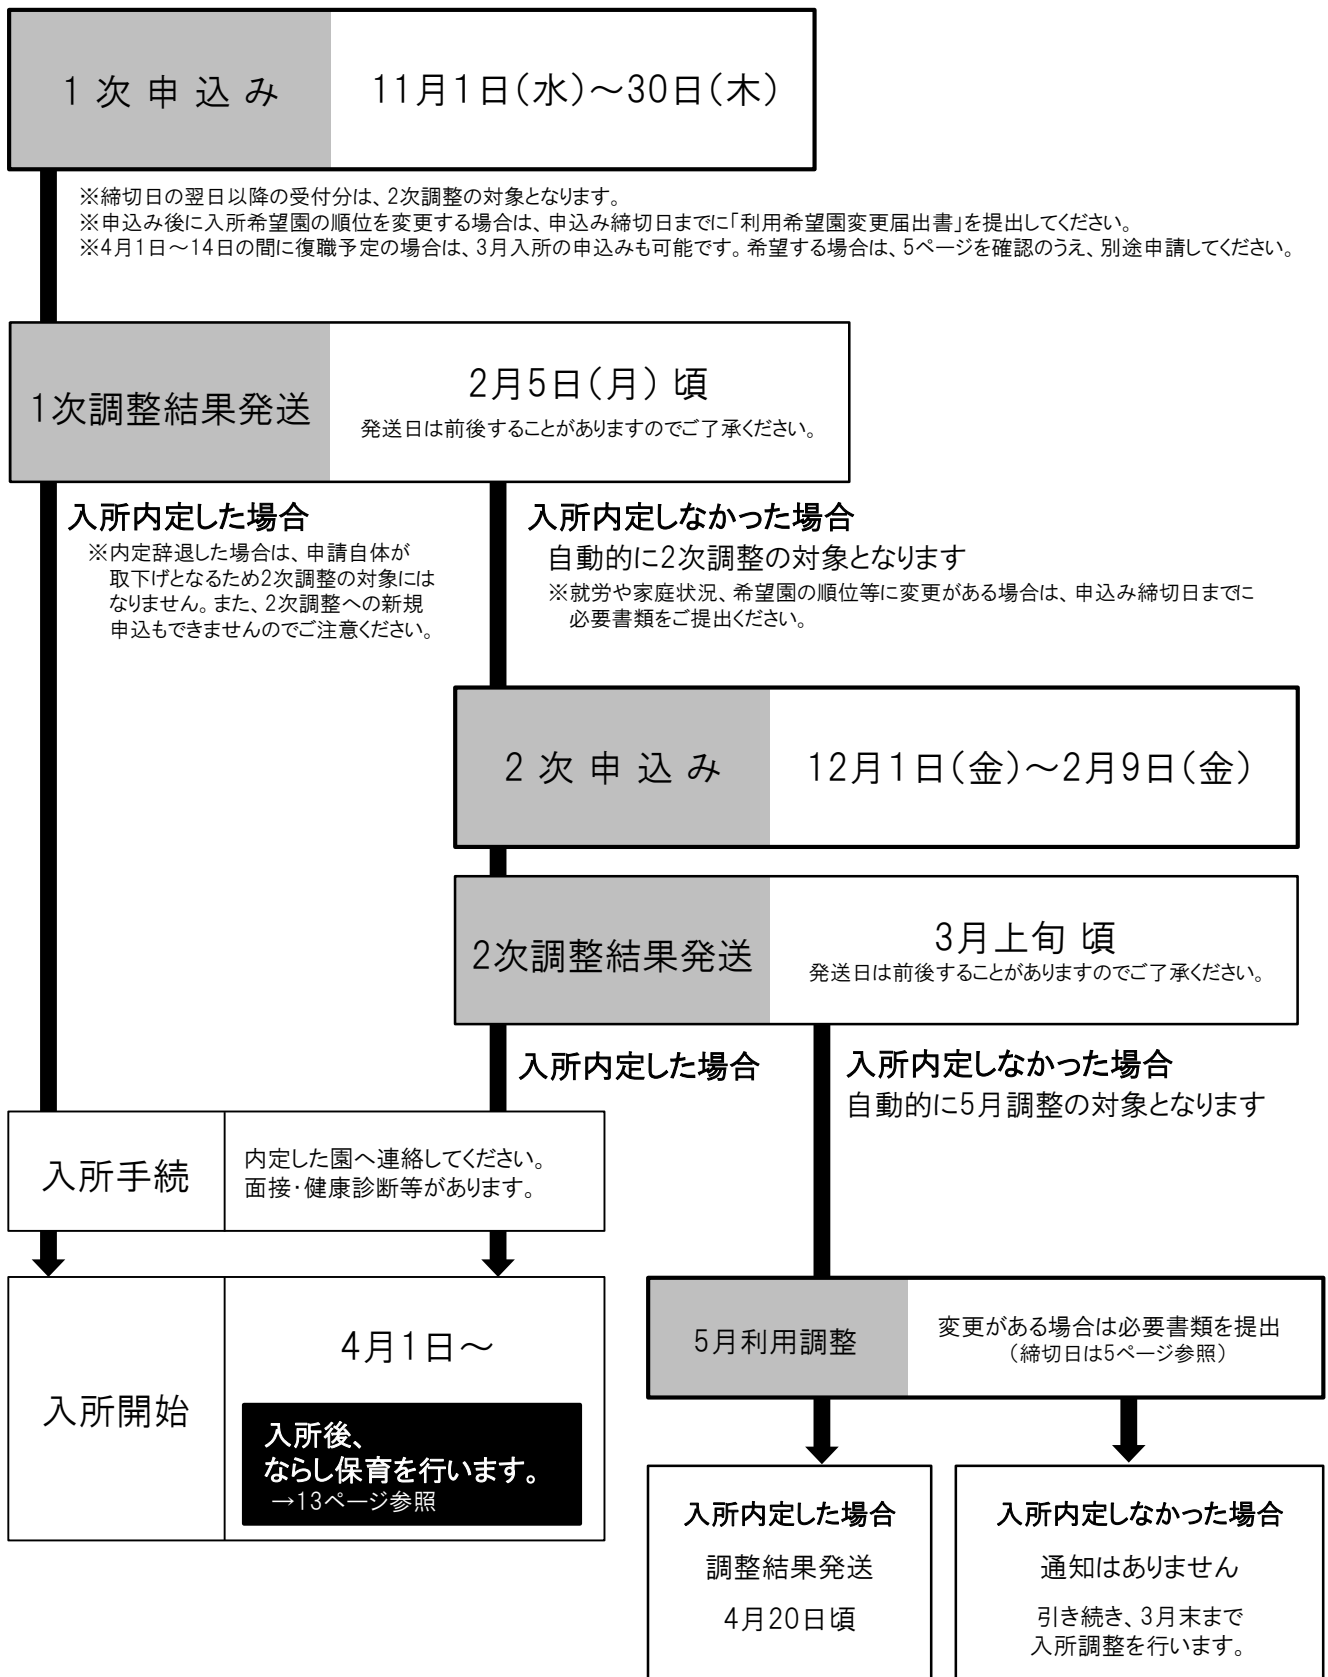 1次申込み
11月1日(水)～30日(木)
※締切日の翌日以降の受付分は、2次調整の対象となります。
※申込み後に入所希望園の順位を変更する場合は、申込み締切日までに「利用希望園変更届出書」を提出してください。
※4月1日～14日の間に復職予定の場合は、3月入所の申込みも可能です。希望する場合は、5ページを確認のうえ、別途申請してください。
1次調整結果発送
2月5日(月) 頃
発送日は前後することがありますのでご了承ください。
入所内定した場合
※内定辞退した場合は、申請自体が
取下げとなるため2次調整の対象には
なりません。また、2次調整への新規
申込もできませんのでご注意ください。
入所内定しなかった場合
自動的に2次調整の対象となります
※就労や家庭状況、希望園の順位等に変更がある場合は、申込み締切日までに
必要書類をご提出ください。
2次申込み
12月1日(金)～2月9日(金)
2次調整結果発送
3月上旬 頃
発送日は前後することがありますのでご了承ください。
入所内定した場合
入所内定しなかった場合
自動的に5月調整の対象となります
入所手続
内定した園へ連絡してください。
面接・健康診断等があります。
入所開始
4月1日～
入所後、
ならし保育を行います。
→13ページ参照
5月利用調整
変更がある場合は必要書類を提出
(締切日は5ページ参照)
入所内定した場合
調整結果発送
4月20日頃
入所内定しなかった場合
通知はありません
引き続き、3月末まで
入所調整を行います。